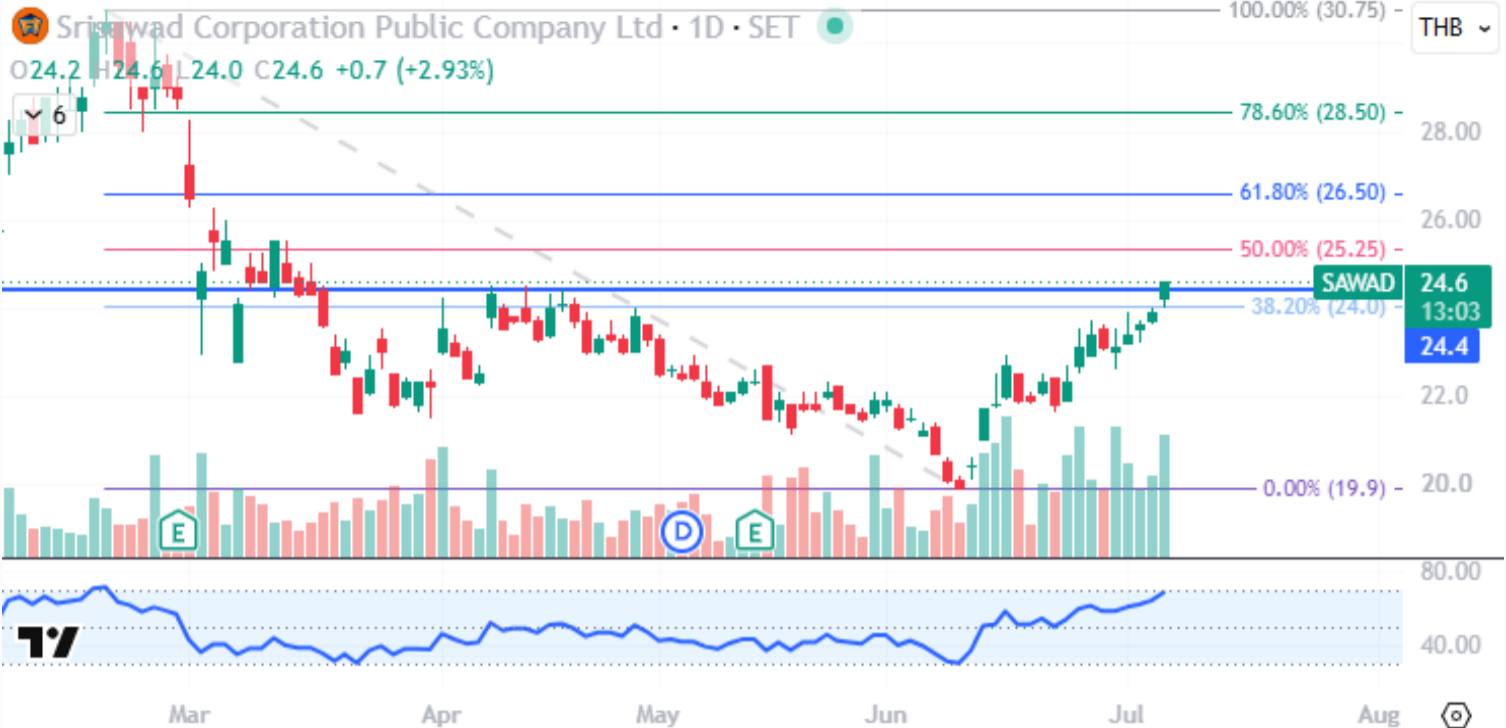 100.00% (30.75)
THB
Srisawad Corporation Public Company Ltd · 1D · SET
O24.2 H24.6 L24.0 C24.6 +0.7 (+2.93%)
6
78.60% (28.50)
28.00
61.80% (26.50)
26.00
50.00% (25.25)
SAWAD 24.6
13:03
38.20% (24.0)
24.4
22.0
20.0
0.00% (19.9)
E D E
80.00
40.00
Mar Apr May Jun Jul Aug